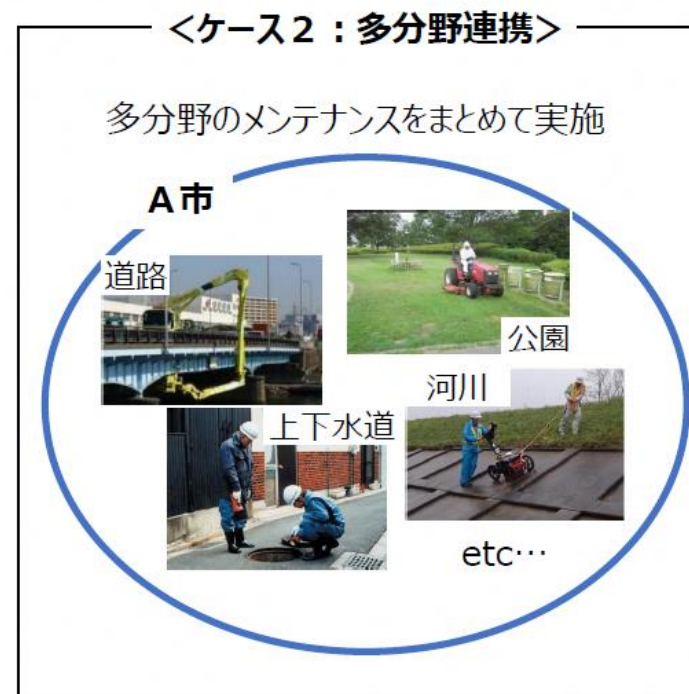 ＜ケース２：多分野連携＞
多分野のメンテナンスをまとめて実施
Ａ市
道路
公園
河川
上下水道
etc…